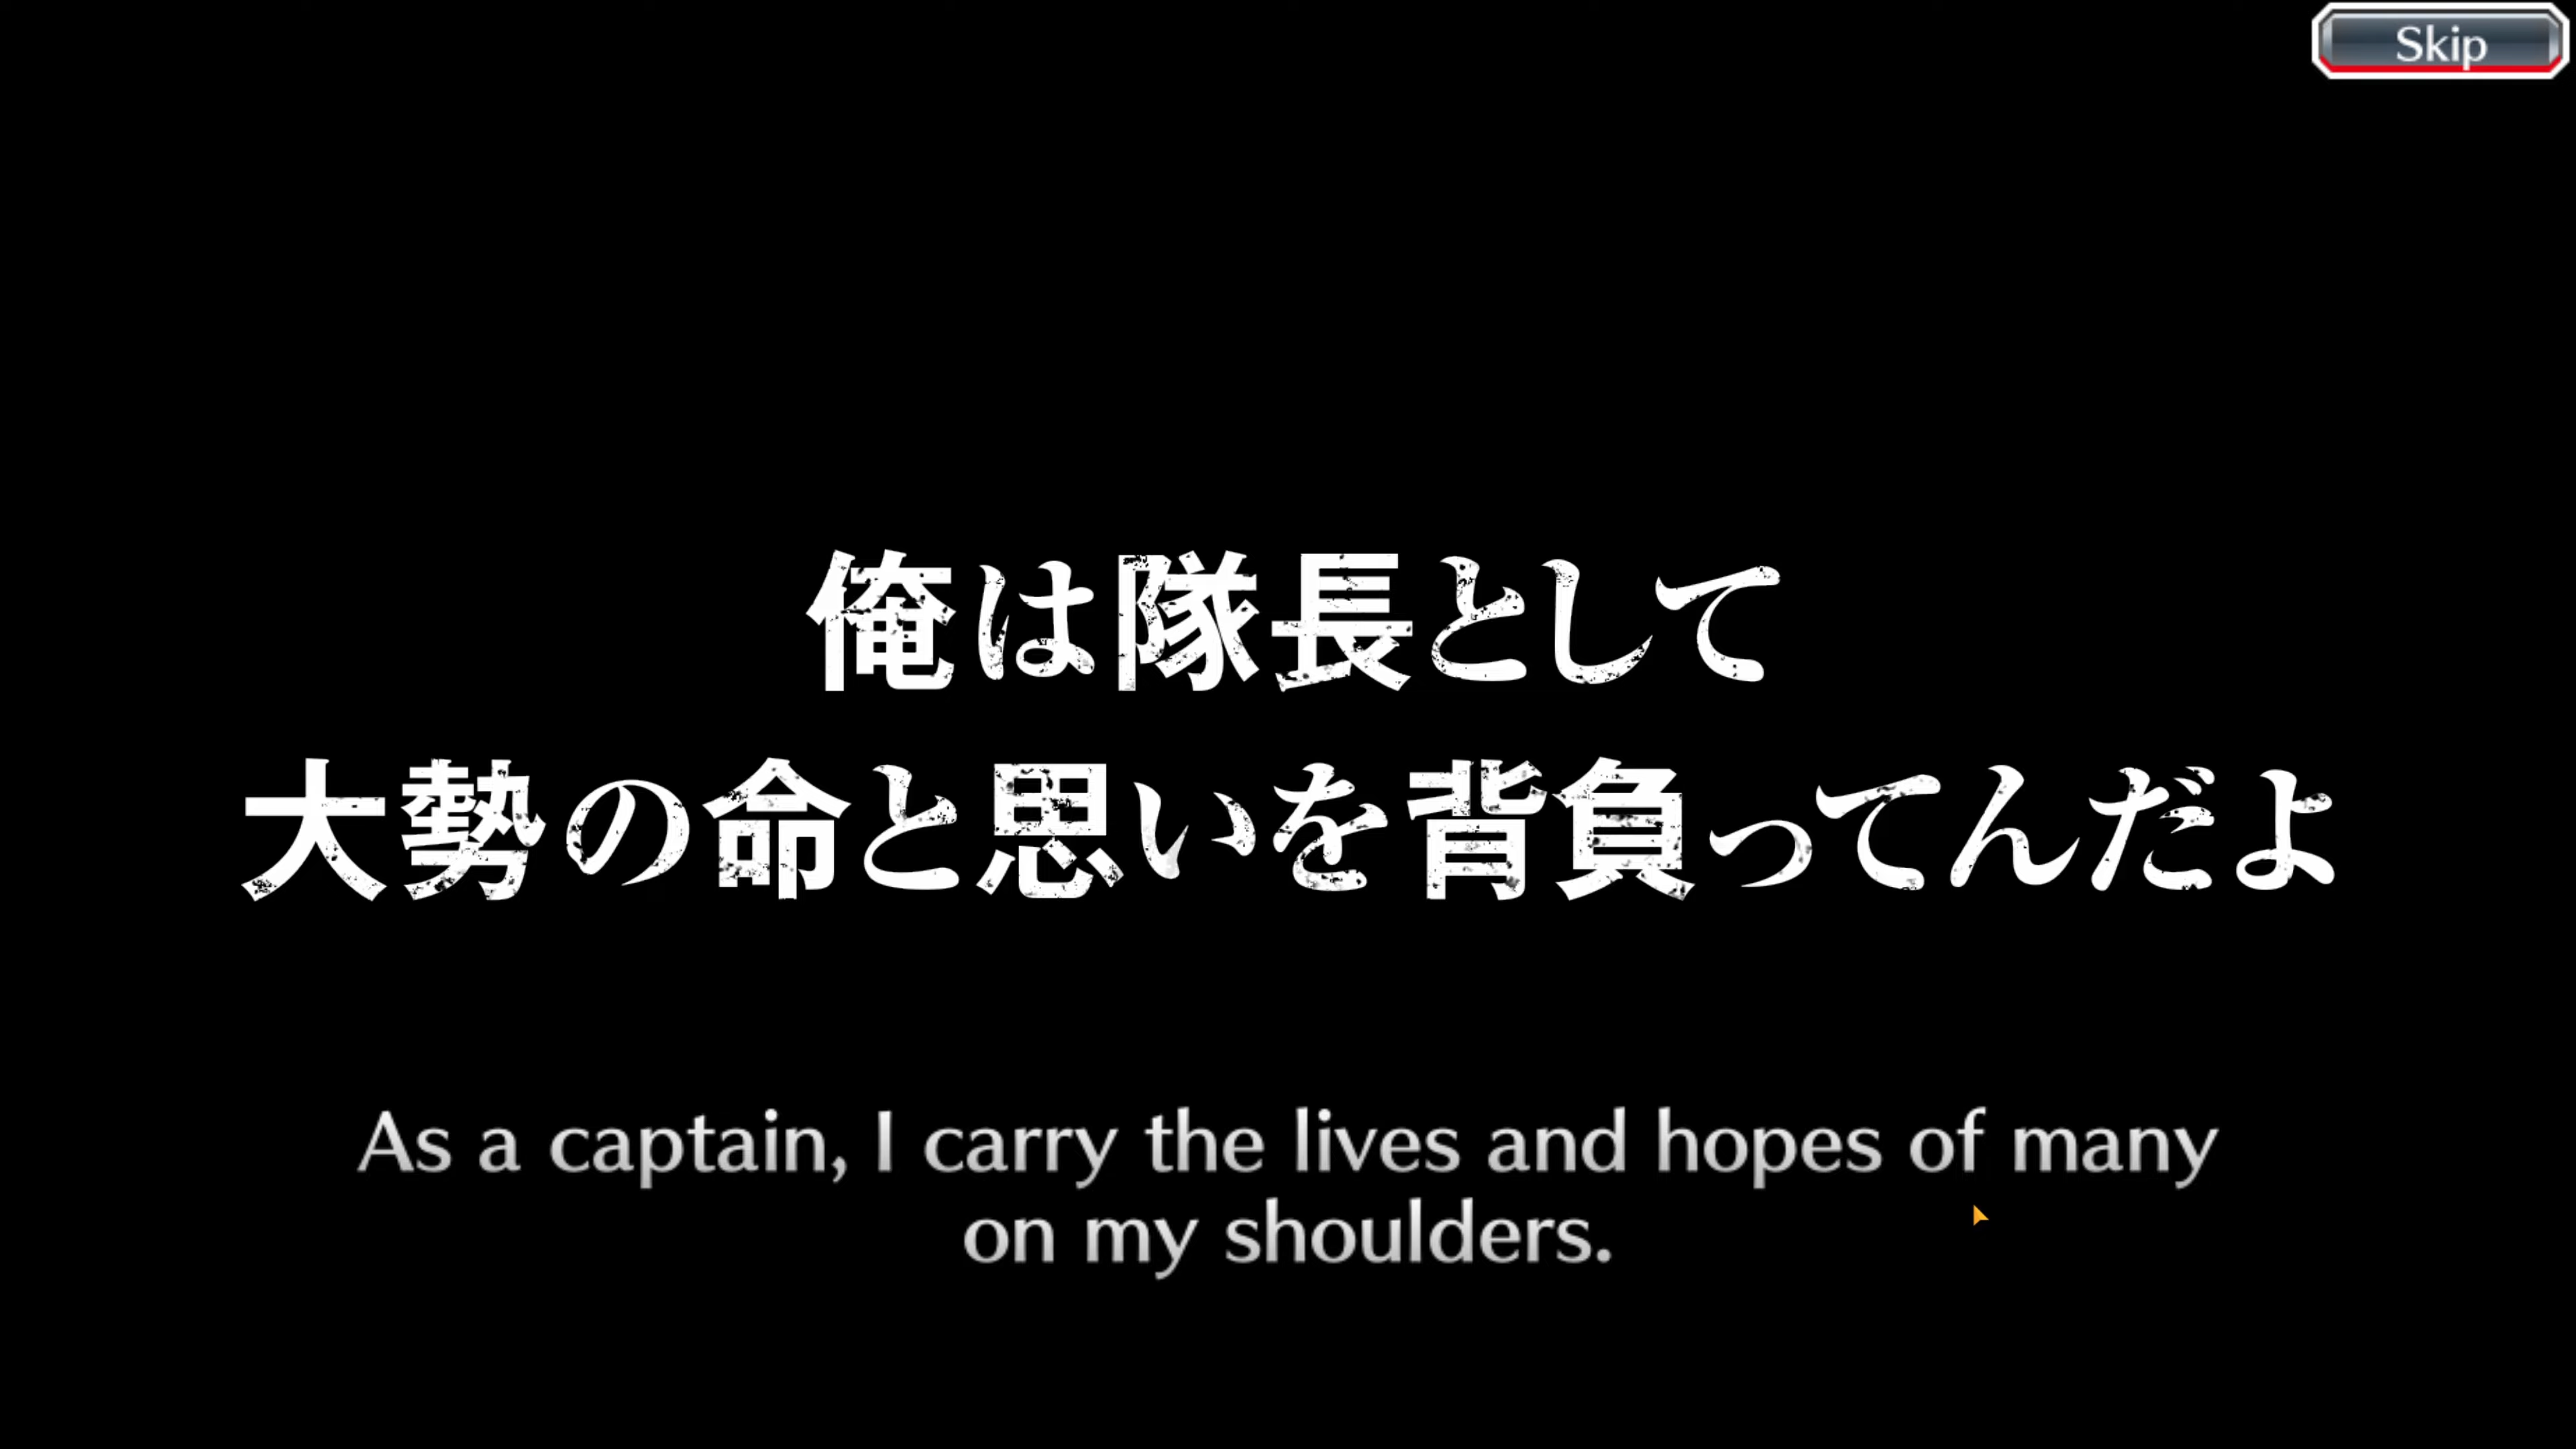 Skip
俺は隊長として
大勢の命と思いを背負ってんだよ
As a captain, I carry the lives and hopes of many
on my shoulders.